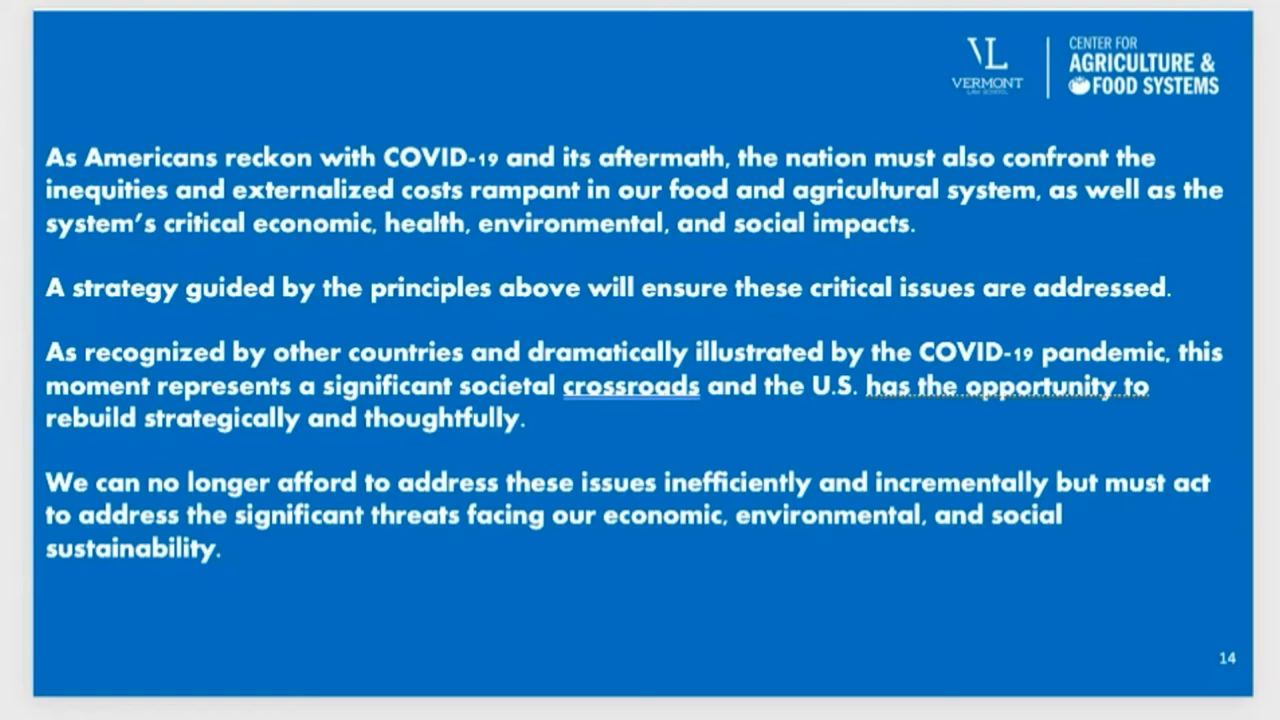 VL
VERMONT
LAW SCHOOL
CENTER FOR
AGRICULTURE &
FOOD SYSTEMS
As Americans reckon with COVID-19 and its aftermath, the nation must also confront the
inequities and externalized costs rampant in our food and agricultural system, as well as the
system's critical economic, health, environmental, and social impacts.
A strategy guided by the principles above will ensure these critical issues are addressed.
As recognized by other countries and dramatically illustrated by the COVID-19 pandemic, this
moment represents a significant societal crossroads and the U.S. has the opportunity to
rebuild strategically and thoughtfully.
We can no longer afford to address these issues inefficiently and incrementally but must act
to address the significant threats facing our economic, environmental, and social
sustainability.
14